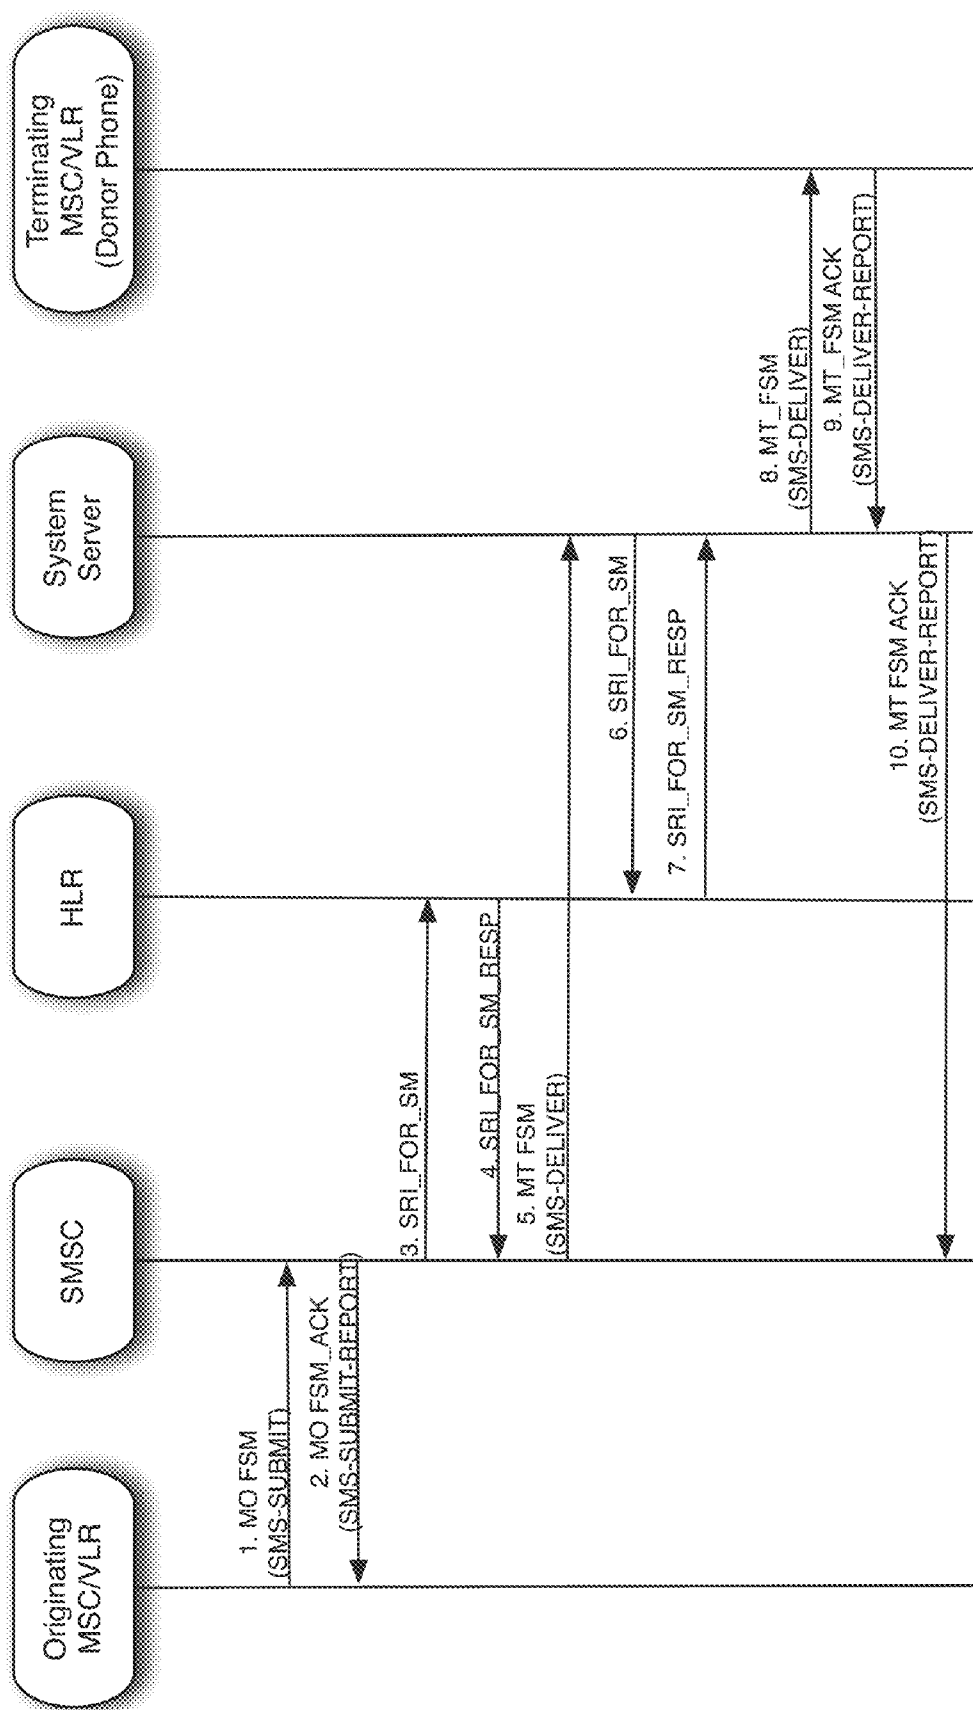 Originating
MSC/VLR
SMSC
HLR
System
Server
Terminating
MSC/VLR
(Donor Phone)
1. MO FSM
(SMS-SUBMIT)
2. MO FSM_ACK
(SMS-SUBMIT-REPORT)
3. SRI_FOR_SM
4. SRI_FOR_SM_RESP
5. MT FSM
(SMS-DELIVER)
6. SRI_FOR_SM
7. SRI_FOR_SM_RESP
8. MT_FSM
(SMS-DELIVER)
9. MT_FSM ACK
(SMS-DELIVER-REPORT)
10. MT FSM ACK
(SMS-DELIVER-REPORT)